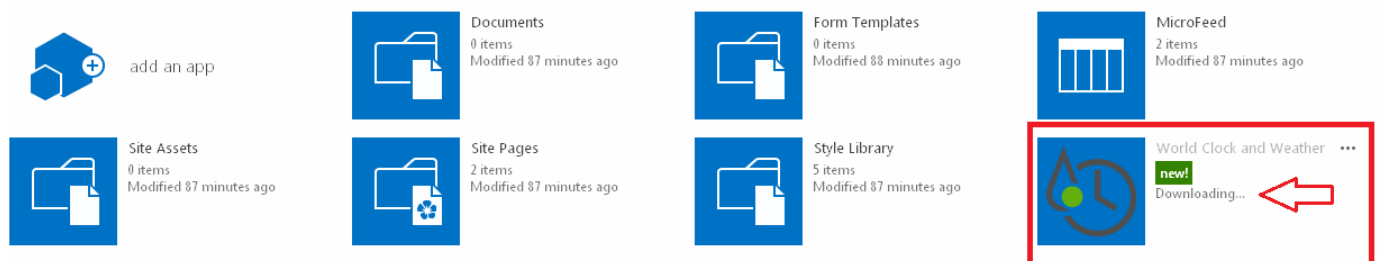 add an app
Documents
0 items
Modified 87 minutes ago
Form Templates
0 items
Modified 88 minutes ago
MicroFeed
2 items
Modified 87 minutes ago
Site Assets
0 items
Modified 87 minutes ago
Site Pages
2 items
Modified 87 minutes ago
Style Library
5 items
Modified 87 minutes ago
World Clock and Weather ...
new!
Downloading...